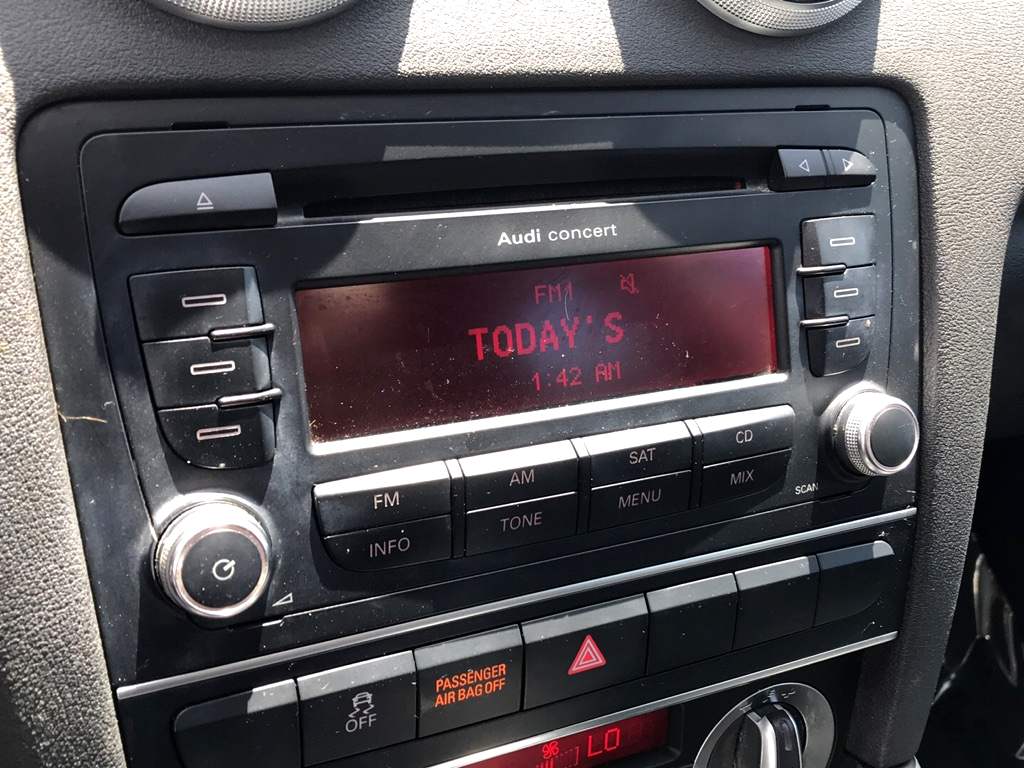 Audi concert
FM1
TODAY'S
1:42 AM
FM AM SAT CD
INFO TONE MENU MIX
SCAN
OFF
PASSENGER
AIR BAG OFF
% LO